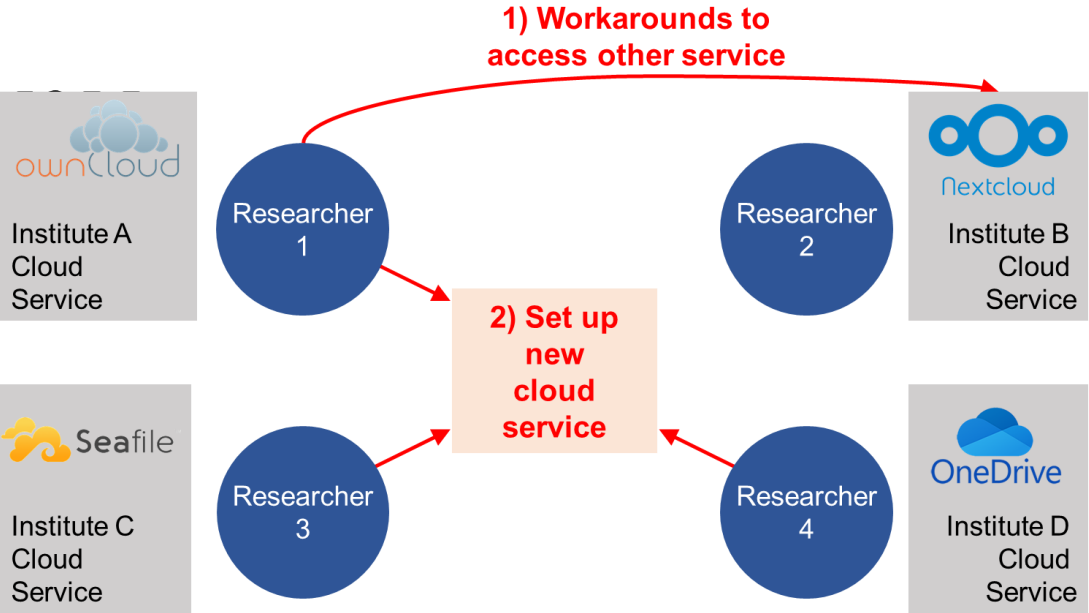 1) Workarounds to
access other service
ownCloud
Institute A
Cloud
Service
Researcher
1
Researcher
2
Nextcloud
Institute B
Cloud
Service
2) Set up
new
cloud
service
Seafile
Institute C
Cloud
Service
Researcher
3
Researcher
4
OneDrive
Institute D
Cloud
Service